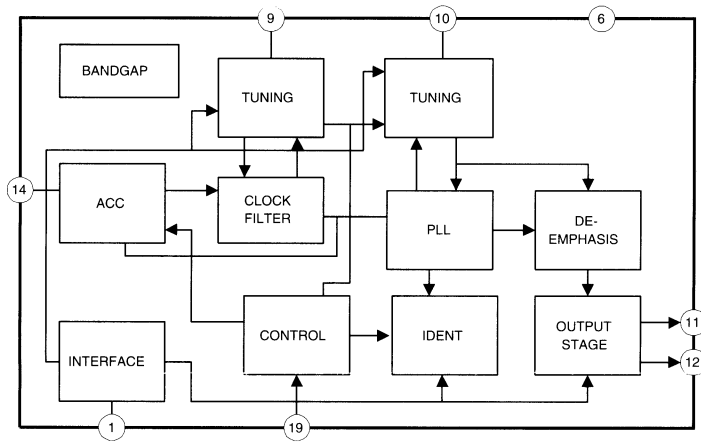 9
10
6
BANDGAP
TUNING
TUNING
14
ACC
CLOCK
FILTER
PLL
DE-
EMPHASIS
INTERFACE
CONTROL
IDENT
OUTPUT
STAGE
11
12
1
19